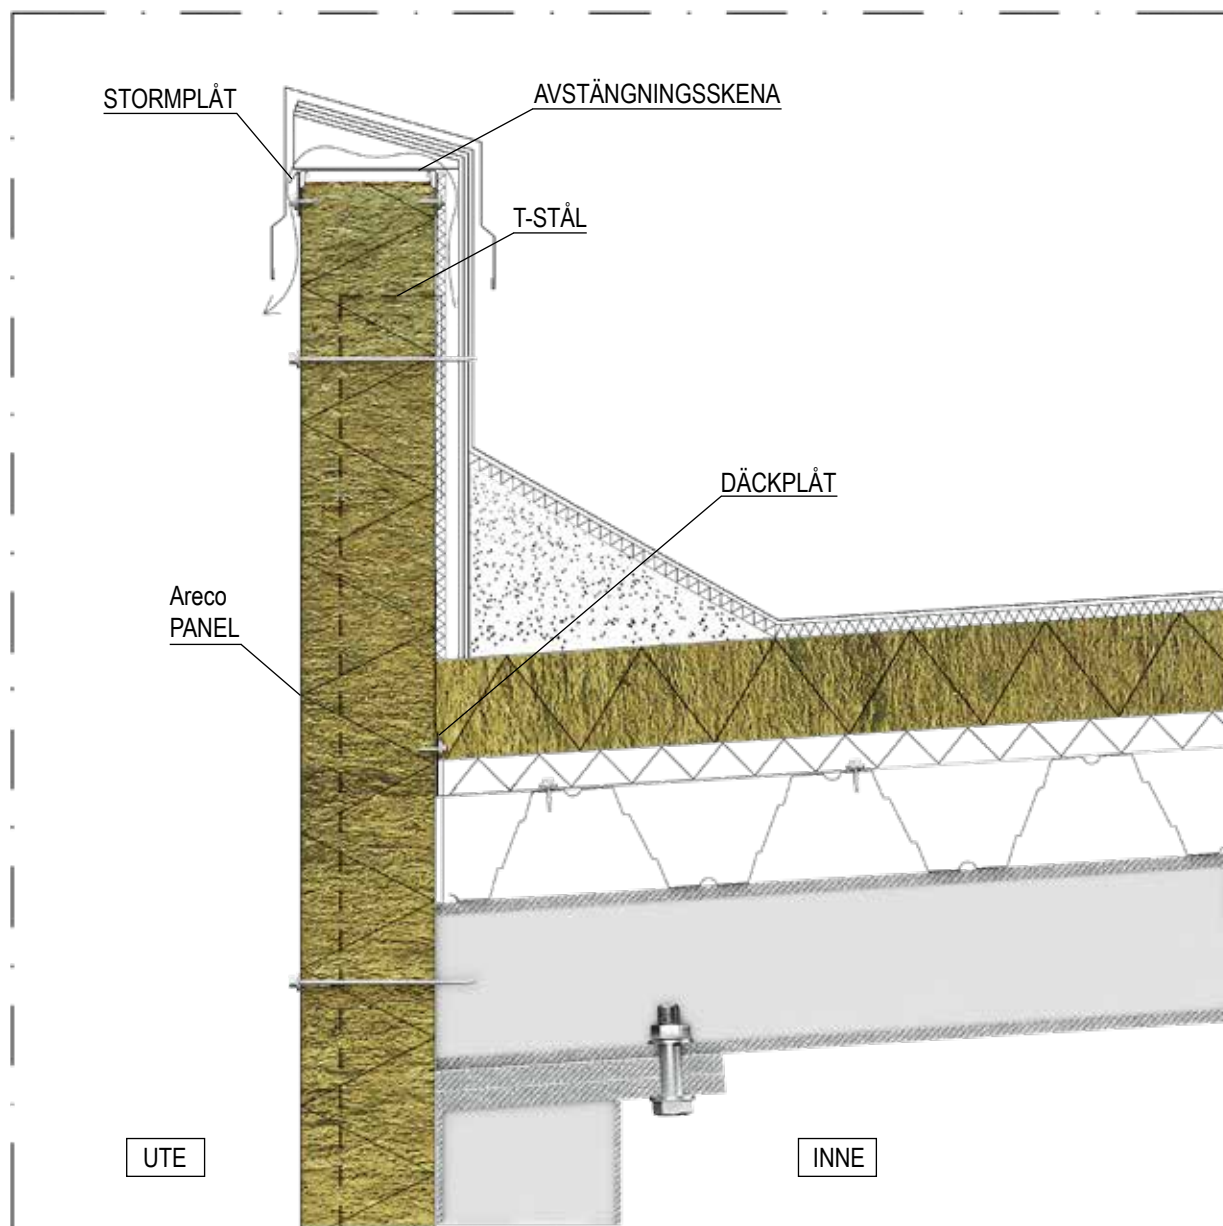 STORMPLÅT
AVSTÄNGNINGSSKENA
T-STÅL
DÄCKPLÅT
Areco
PANEL
UTE
INNE